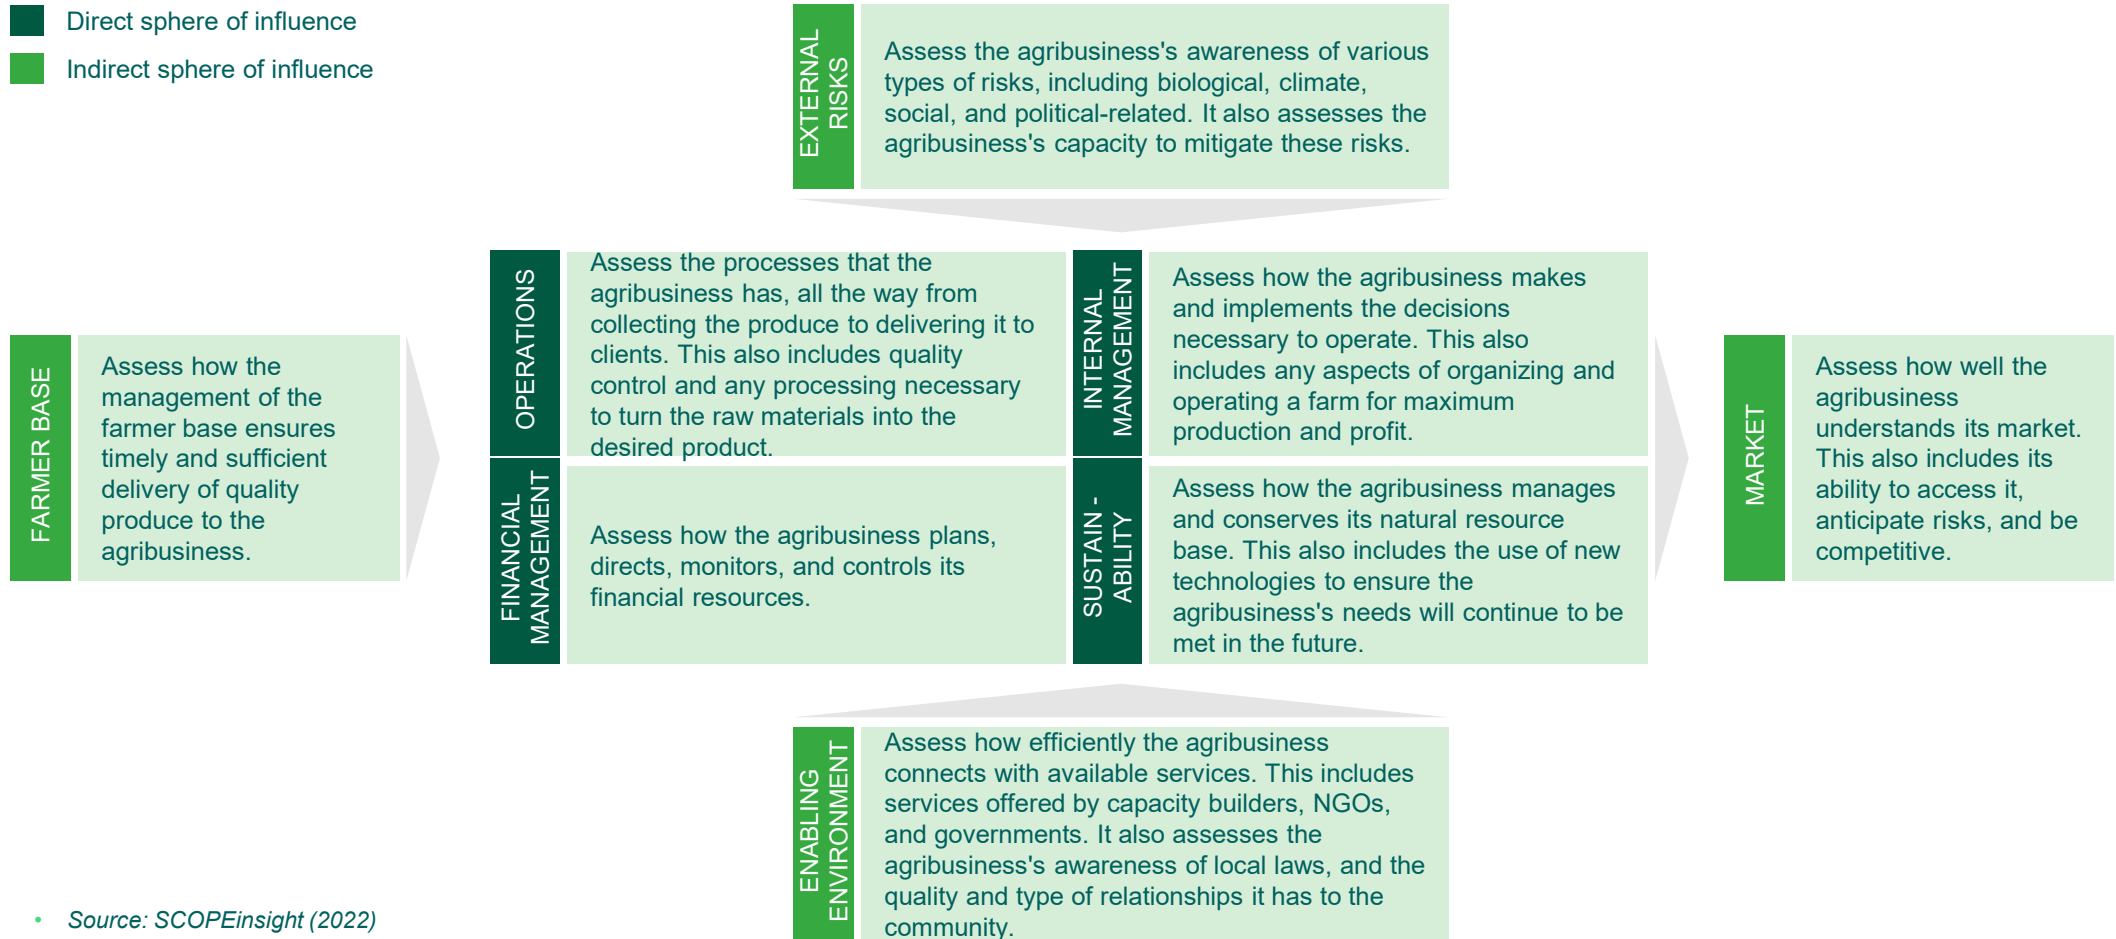 Direct sphere of influence
Indirect sphere of influence
EXTERNAL
RISKS
Assess the agribusiness's awareness of various
types of risks, including biological, climate,
social, and political-related. It also assesses the
agribusiness's capacity to mitigate these risks.
FARMER BASE
Assess how the
management of the
farmer base ensures
timely and sufficient
delivery of quality
produce to the
agribusiness.
OPERATIONS
Assess the processes that the
agribusiness has, all the way from
collecting the produce to delivering it to
clients. This also includes quality
control and any processing necessary
to turn the raw materials into the
desired product.
INTERNAL
MANAGEMENT
Assess how the agribusiness makes
and implements the decisions
necessary to operate. This also
includes any aspects of organizing and
operating a farm for maximum
production and profit.
FINANCIAL
MANAGEMENT
Assess how the agribusiness plans,
directs, monitors, and controls its
financial resources.
SUSTAIN -
ABILITY
Assess how the agribusiness manages
and conserves its natural resource
base. This also includes the use of new
technologies to ensure the
agribusiness's needs will continue to be
met in the future.
MARKET
Assess how well the
agribusiness
understands its market.
This also includes its
ability to access it,
anticipate risks, and be
competitive.
ENABLING
ENVIRONMENT
Assess how efficiently the agribusiness
connects with available services. This includes
services offered by capacity builders, NGOs,
and governments. It also assesses the
agribusiness's awareness of local laws, and the
quality and type of relationships it has to the
community.
• Source: SCOPEinsight (2022)